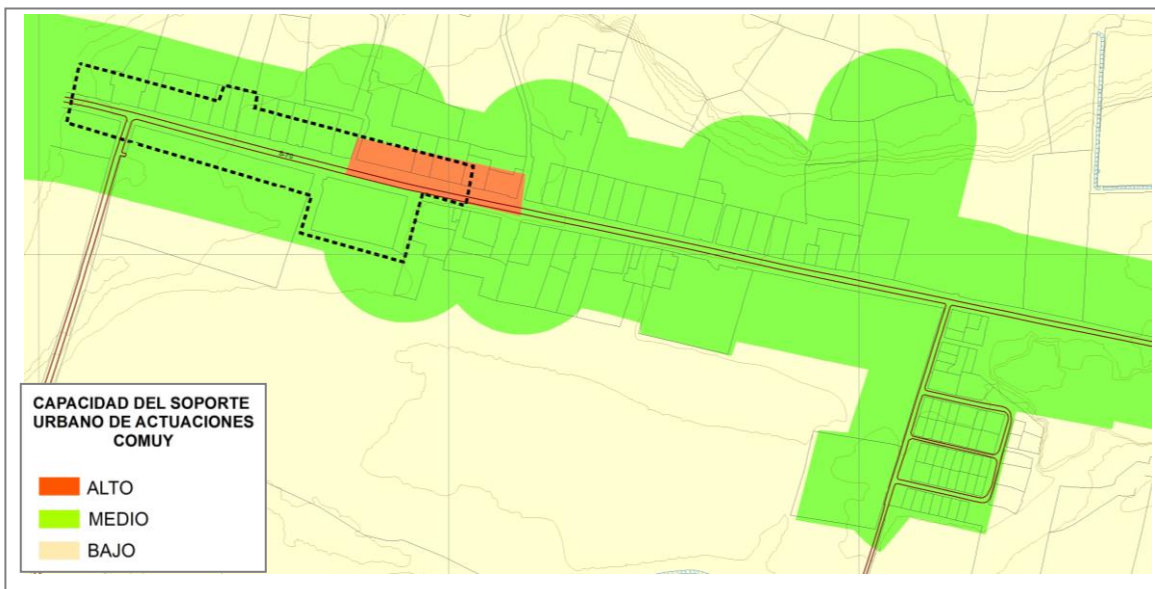 CAPACIDAD DEL SOPORTE
URBANO DE ACTUACIONES
COMUY
ALTO
MEDIO
BAJO